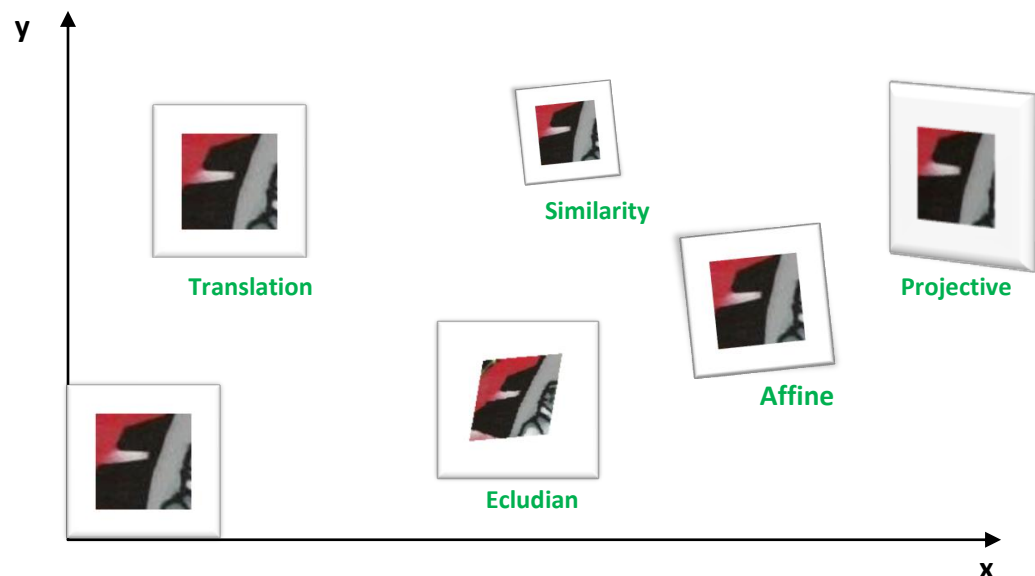 y
Similarity
Translation
Projective
Affine
Ecludian
x